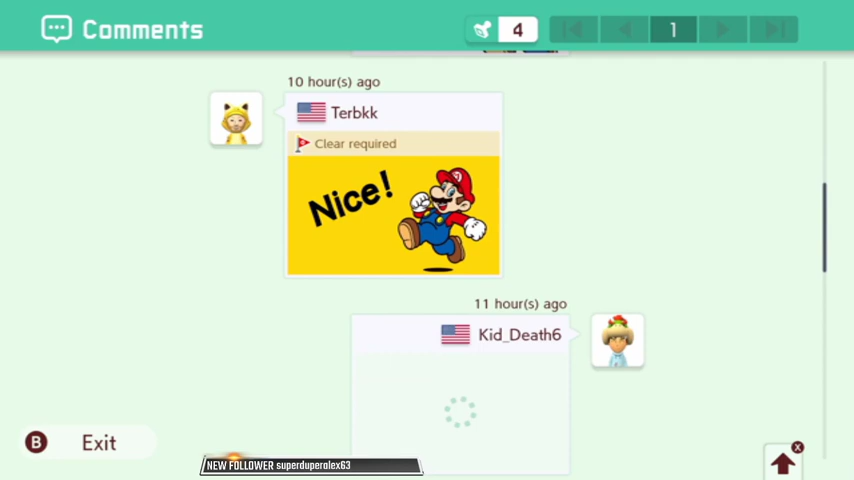 Comments
4
1
10 hour(s) ago
Terbkk
Clear required
Nice!
11 hour(s) ago
Kid_Death6
B Exit
X
NEW FOLLOWER superduperalex63